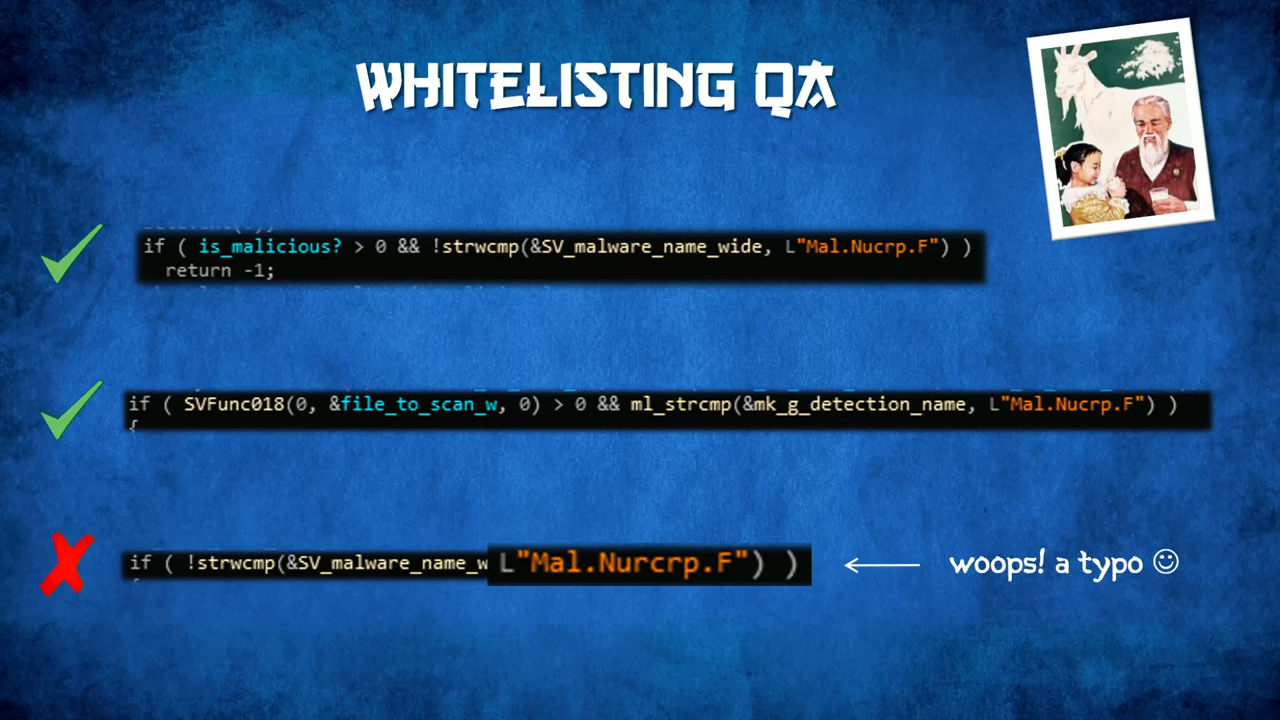 WHITELISTING QA
if ( is_malicious? > 0 && !strwcmp(&SV_malware_name_wide, L"Mal.Nucrp.F") )
return -1;
if ( SVFunc018(0, &file_to_scan_w, 0) > 0 && ml_strcmp(&mk_g_detection_name, L"Mal.Nucrp.F") )
{
if ( !strwcmp(&SV_malware_name_w L"Mal.Nurcrp.F") )
woops! a typo ☺